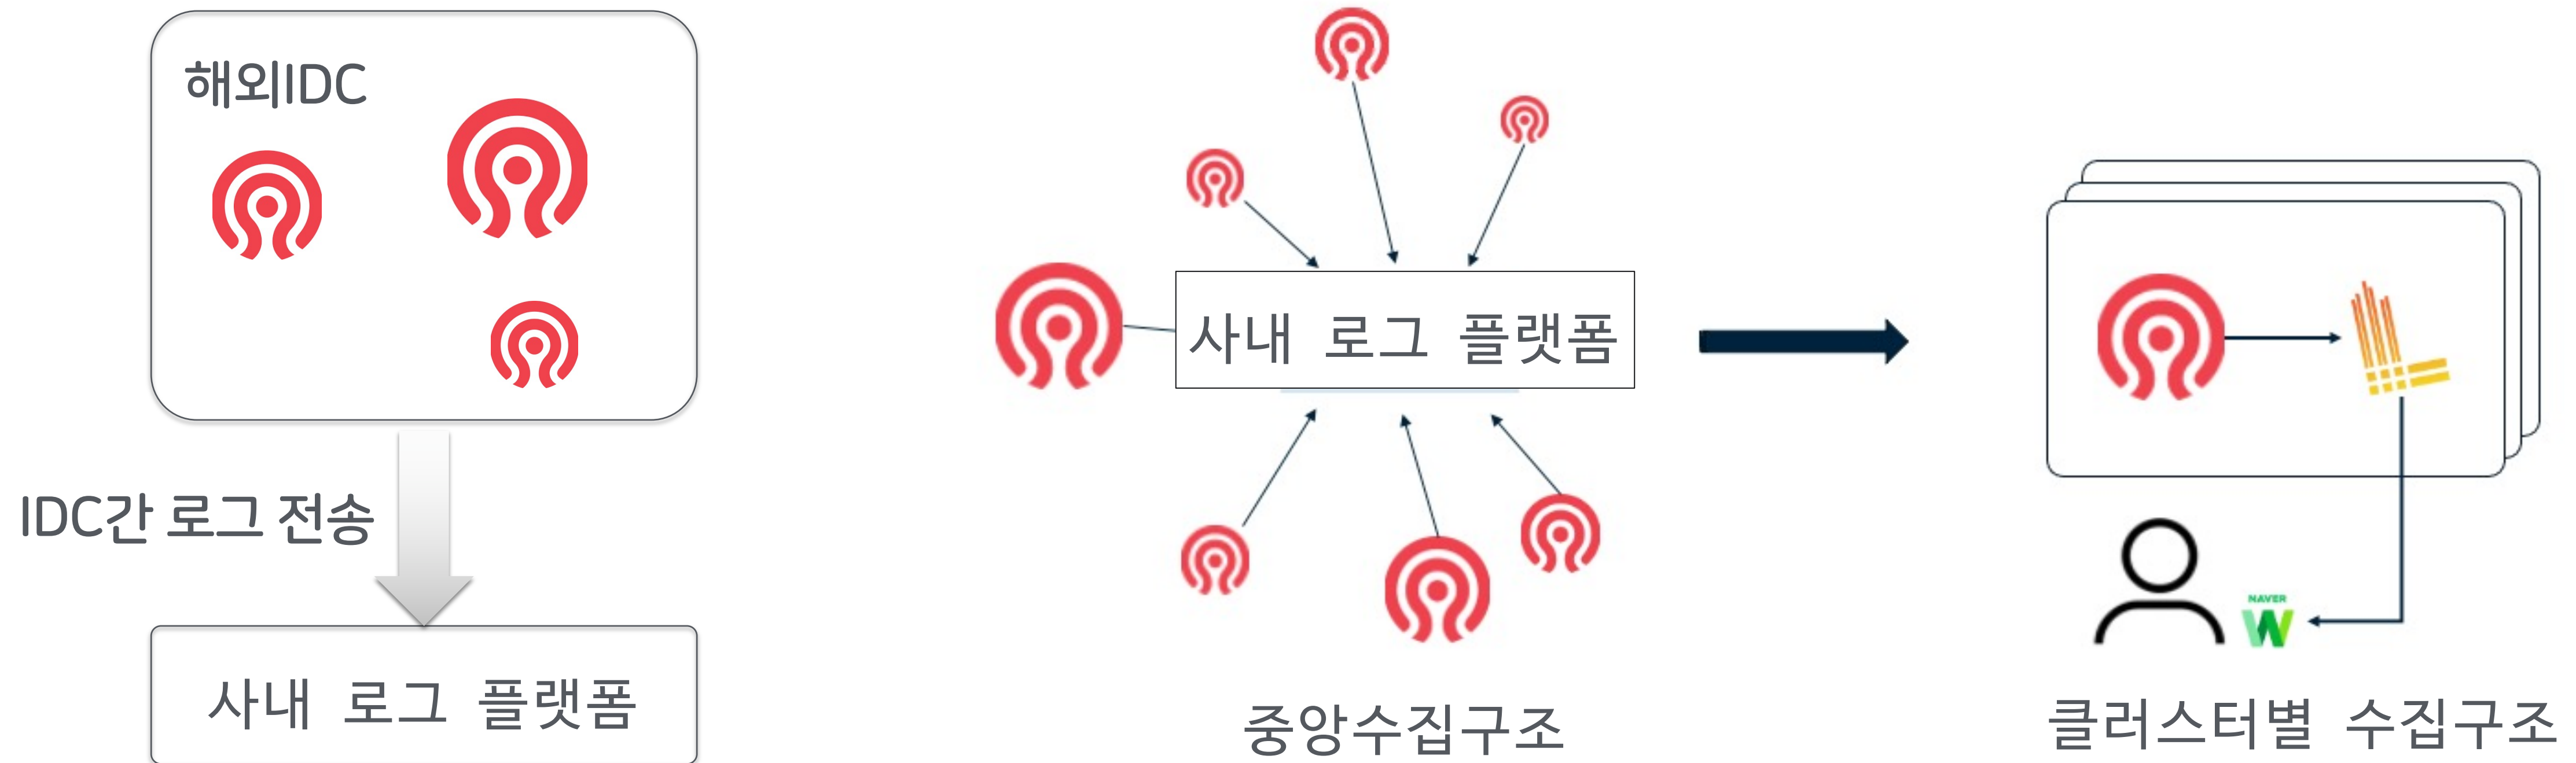 해외IDC
IDC간 로그 전송
사내 로그 플랫폼
사내 로그 플랫폼
중앙수집구조
NAVER
W
클러스터별 수집구조